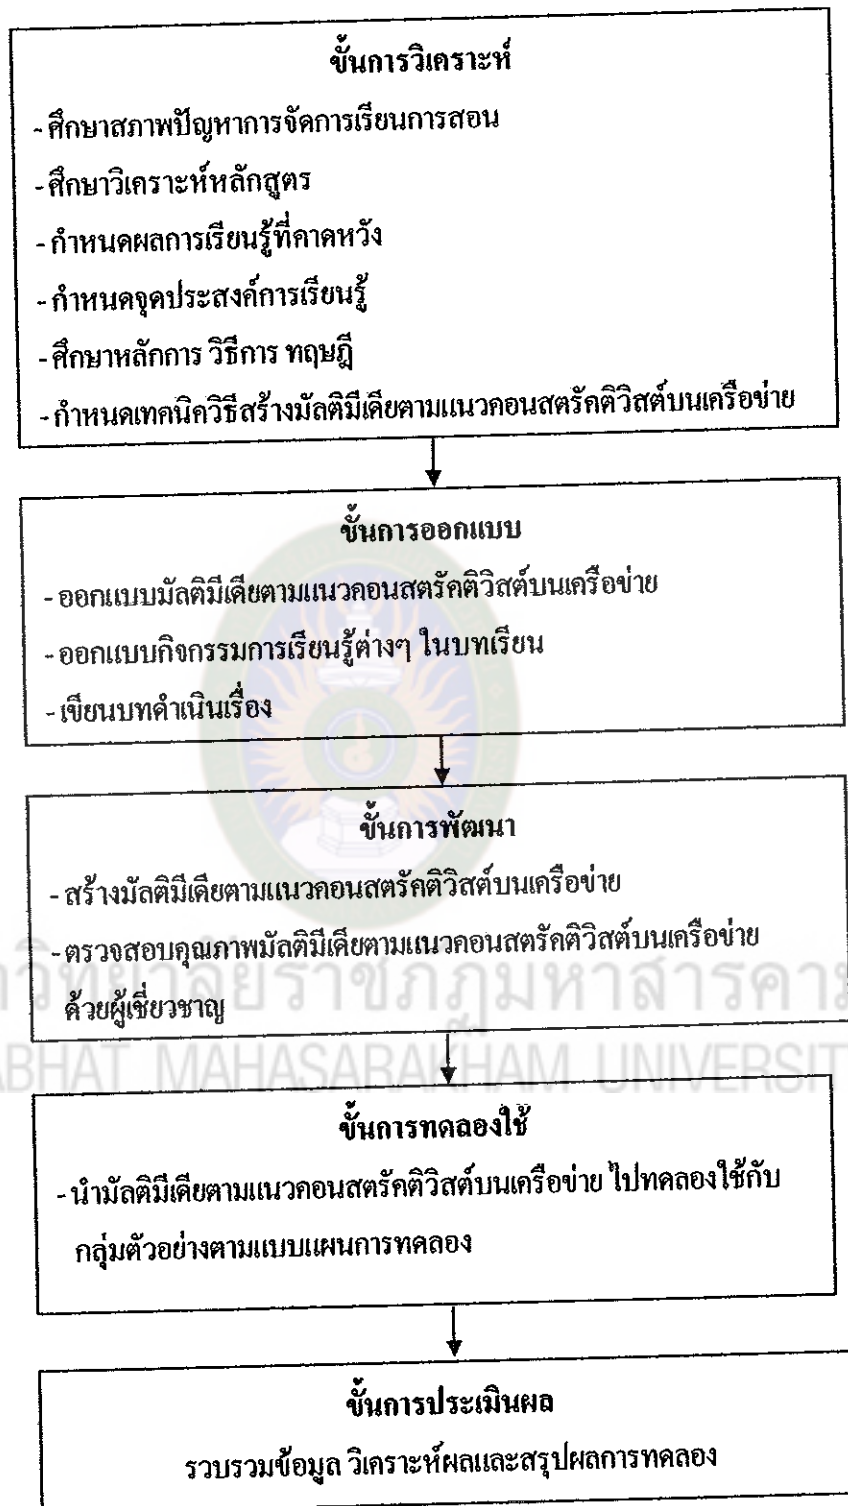 ขั้นการวิเคราะห์
- ศึกษาสภาพปัญหาการจัดการเรียนการสอน
- ศึกษาวิเคราะห์หลักสูตร
- กำหนดผลการเรียนรู้ที่คาดหวัง
- กำหนดจุดประสงค์การเรียนรู้
- ศึกษาหลักการ วิธีการ ทฤษฎี
- กำหนดเทคนิควิธีสร้างมัลติมีเดียตามแนวคอนสตรัคติวิสต์บนเครือข่าย
ขั้นการออกแบบ
- ออกแบบมัลติมีเดียตามแนวคอนสตรัคติวิสต์บนเครือข่าย
- ออกแบบกิจกรรมการเรียนรู้ต่างๆ ในบทเรียน
- เขียนบทดำเนินเรื่อง
ขั้นการพัฒนา
- สร้างมัลติมีเดียตามแนวคอนสตรัคติวิสต์บนเครือข่าย
- ตรวจสอบคุณภาพมัลติมีเดียตามแนวคอนสตรัคติวิสต์บนเครือข่าย
ด้วยผู้เชี่ยวชาญ
าวิทยาลัยราชภัฏมหาสารคาม
ABHAT MAHASARAKHAM UNIVERSITY
ขั้นการทดลองใช้
- นำมัลติมีเดียตามแนวคอนสตรัคติวิสต์บนเครือข่าย ไปทดลองใช้กับ
กลุ่มตัวอย่างตามแบบแผนการทดลอง
ขั้นการประเมินผล
รวบรวมข้อมูล วิเคราะห์ผลและสรุปผลการทดลอง